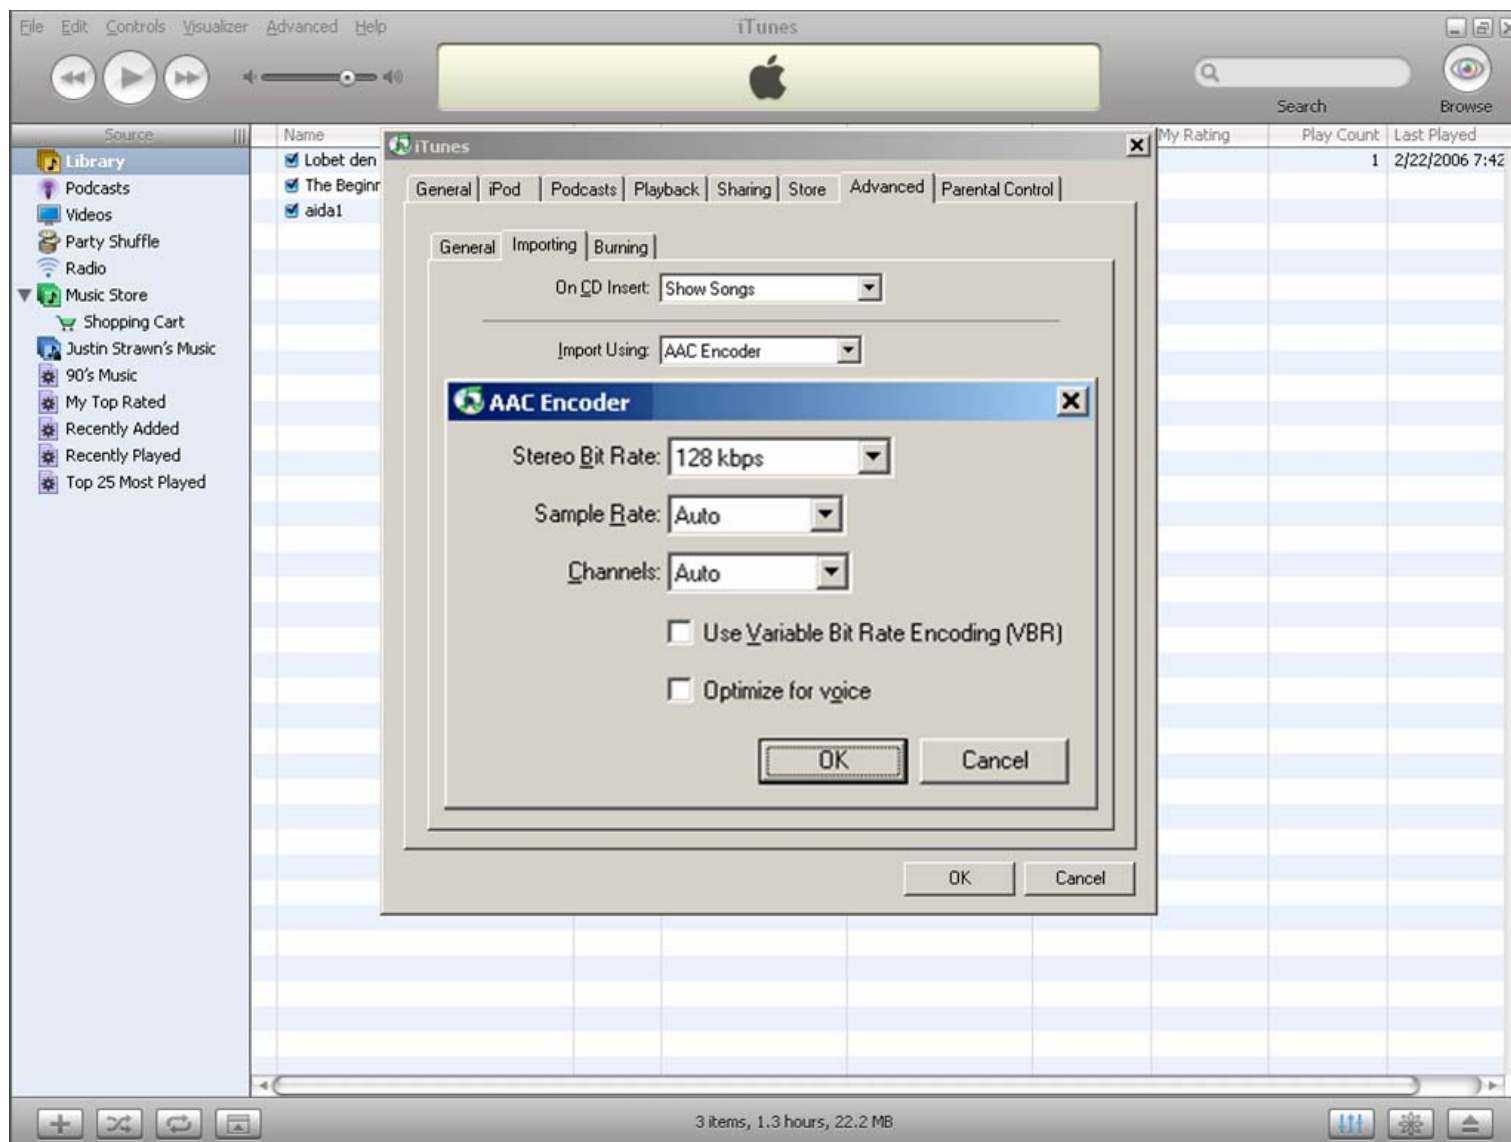 File Edit Controls Visualizer Advanced Help
iTunes
Search
Browse
Source
Library
Podcasts
Videos
Party Shuffle
Radio
Music Store
Shopping Cart
Justin Strawn's Music
90's Music
My Top Rated
Recently Added
Recently Played
Top 25 Most Played
Name My Rating Play Count Last Played
Lobet den 1 2/22/2006 7:42
The Beginn
aida1
iTunes
General iPod Podcasts Playback Sharing Store Advanced Parental Control
General Importing Burning
On CD Insert: Show Songs
Import Using: AAC Encoder
AAC Encoder
Stereo Bit Rate: 128 kbps
Sample Rate: Auto
Channels: Auto
Use Variable Bit Rate Encoding (VBR)
Optimize for voice
OK Cancel
OK Cancel
3 items, 1.3 hours, 22.2 MB